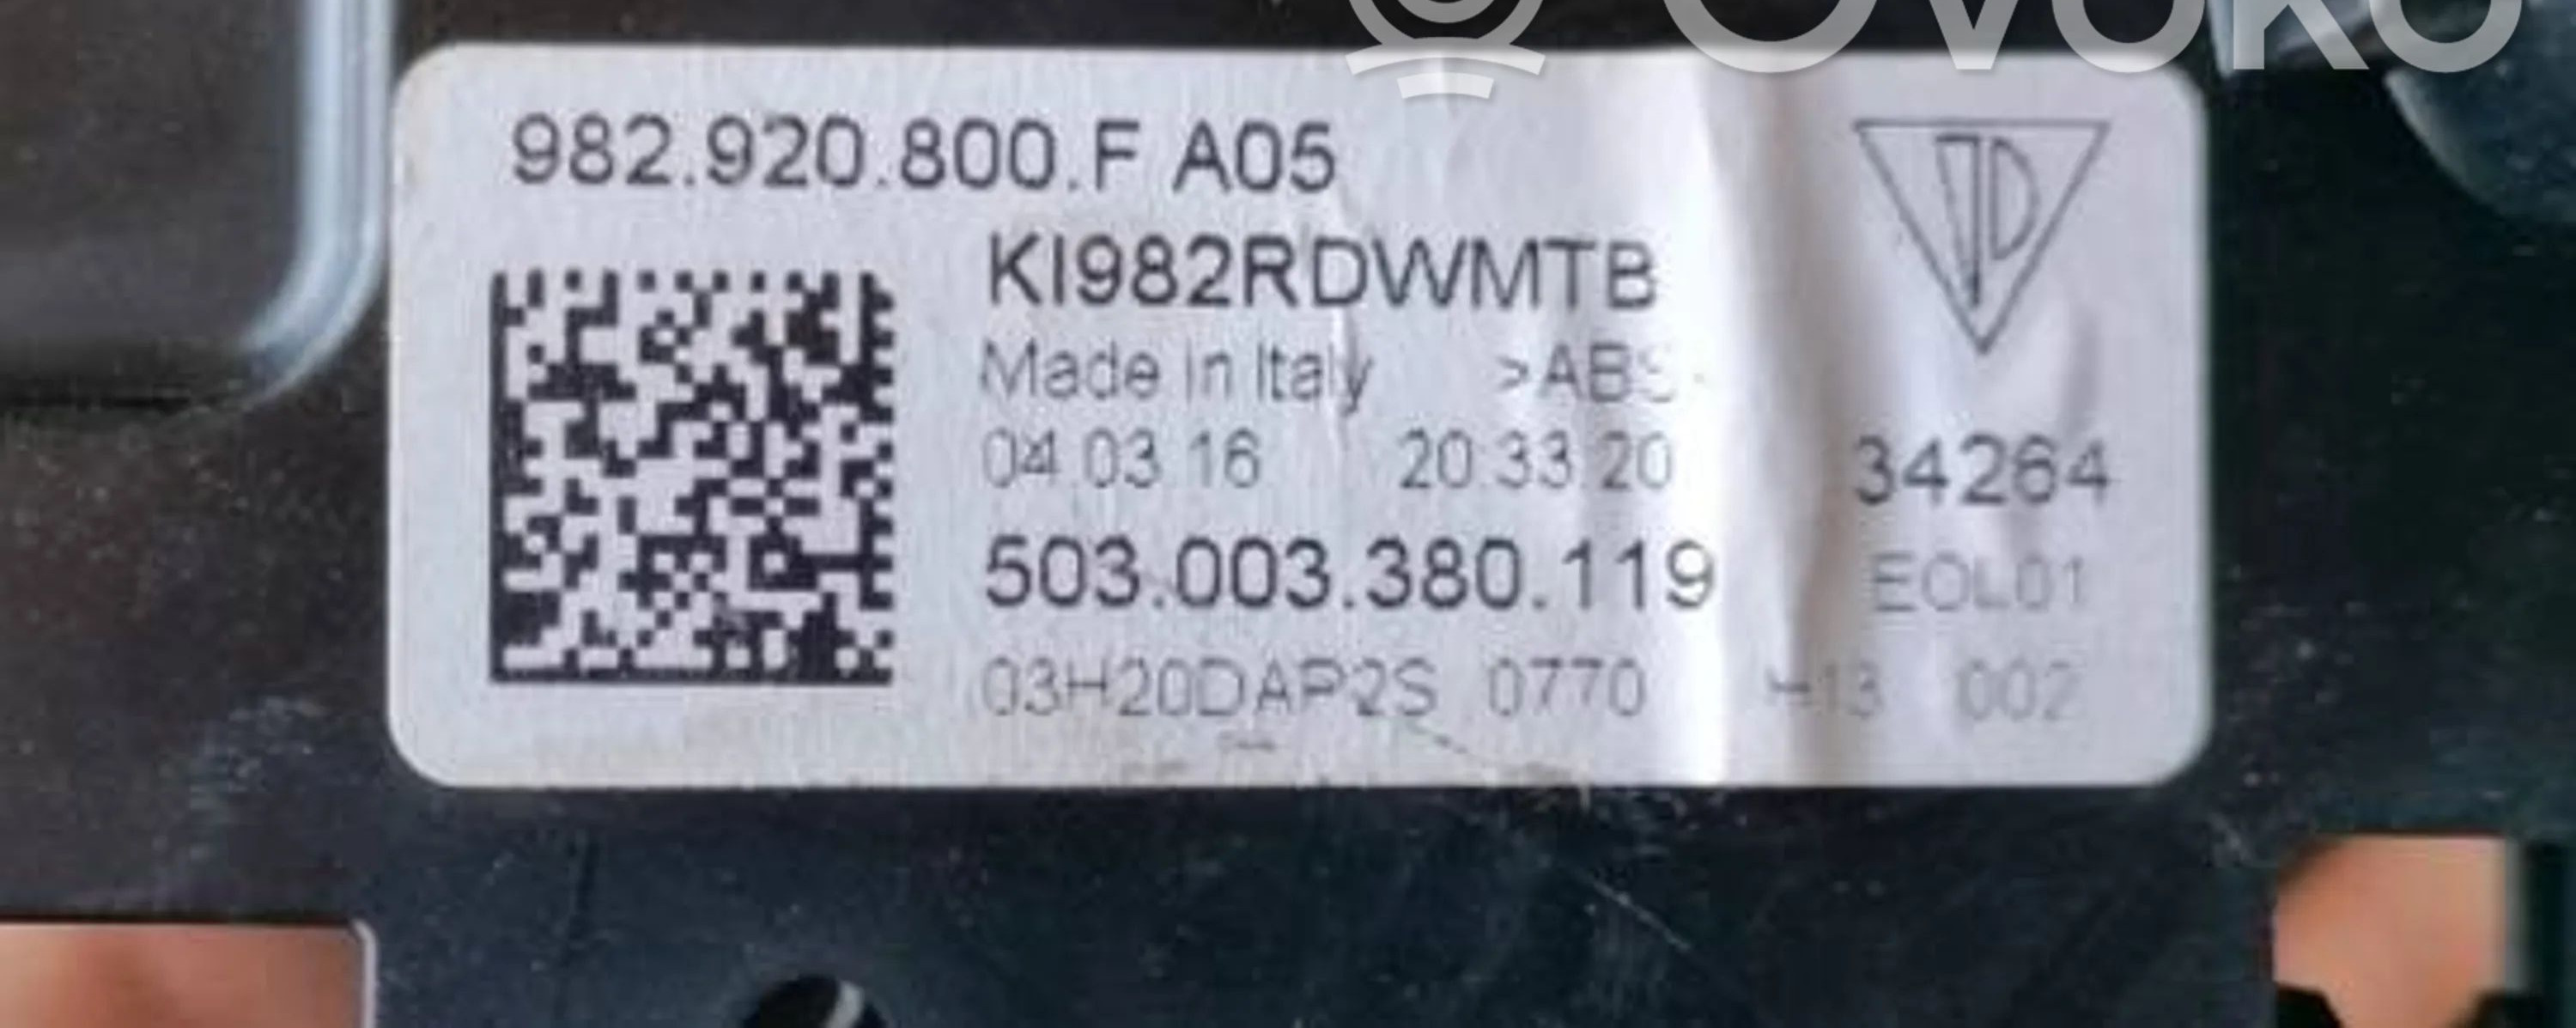 OVOKO
982.920.800.F A05
KI982RDWMTB
Made in Italy >ABS
04.03.16 20:33:20 34264
503.003.380.119 EOL01
03H20DAP2S 0770 H13 002